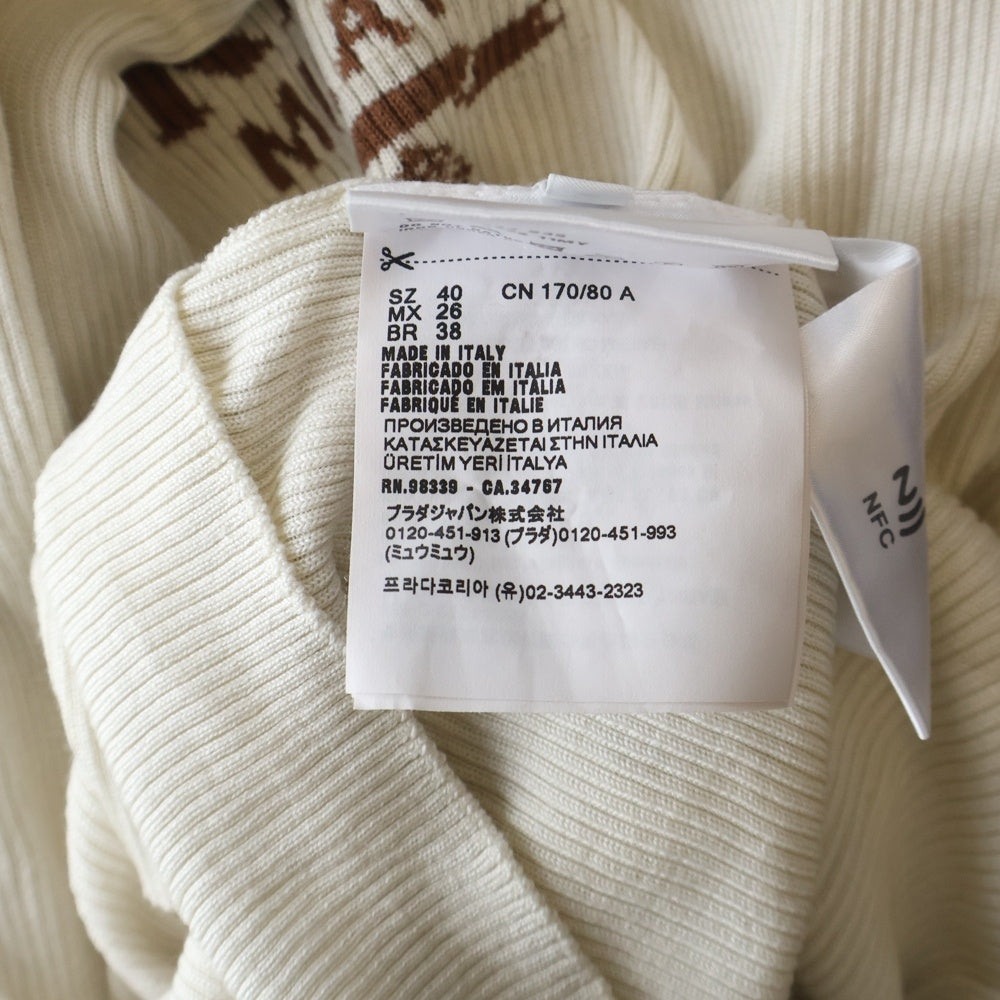 SZ 40 CN 170/80 A
MX 26
BR 38
MADE IN ITALY
FABRICADO EN ITALIA
FABRICADO EM ITÁLIA
FABRIQUÉ EN ITALIE
ПРОИЗВЕДЕНО В ИТАЛИЯ
ΚΑΤΑΣΚΕΥΑΖΕΤΑΙ ΣΤΗΝ ΙΤΑΛΙΑ
ÜRETİM YERİ İTALYA
RN.98339 - CA.34767
プラダジャパン株式会社
0120-451-913 (プラダ)0120-451-993
(ミュウミュウ)
프라다코리아 (유)02-3443-2323
NFC